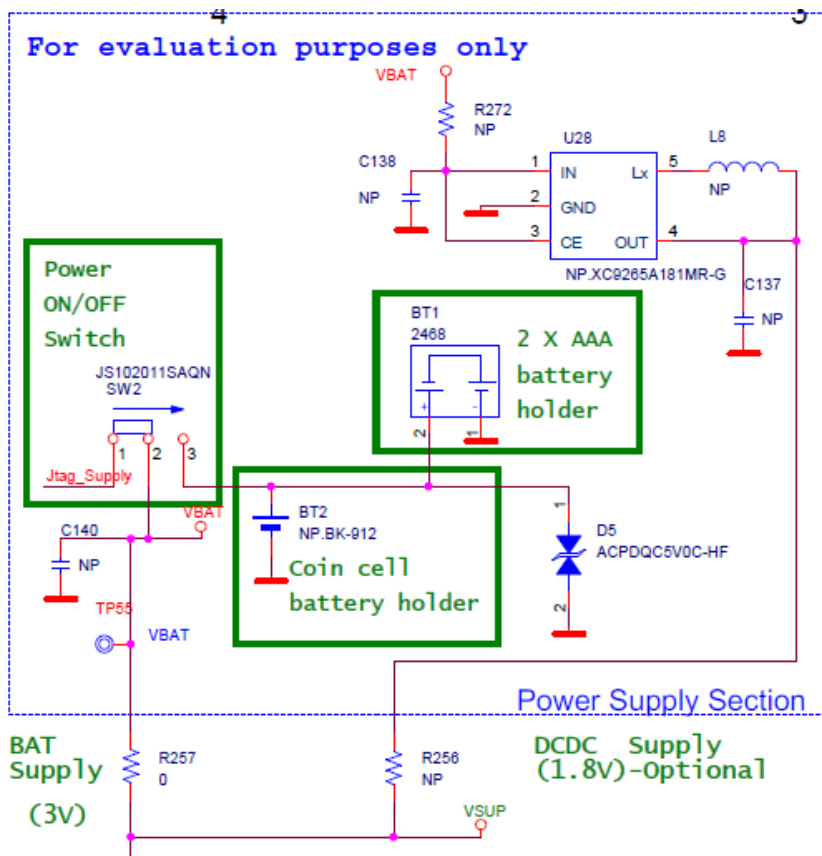 4
For evaluation purposes only
VBAT
R272
NP
C138
NP
U28
1
IN
Lx
5
2
GND
3
CE
OUT
4
NP.XC9265A181MR-G
L8
NP
C137
NP
Power
ON/OFF
Switch
JS102011SAQN
SW2
1
2
3
Jtag_Supply
BT1
2468
+
-
2
1
2 X AAA
battery
holder
VBAT
C140
NP
TP55
VBAT
BT2
NP.BK-912
Coin cell
battery holder
1
D5
ACPDQC5V0C-HF
2
Power Supply Section
BAT
Supply
(3V)
R257
0
R256
NP
DCDC Supply
(1.8V)-Optional
VSUP